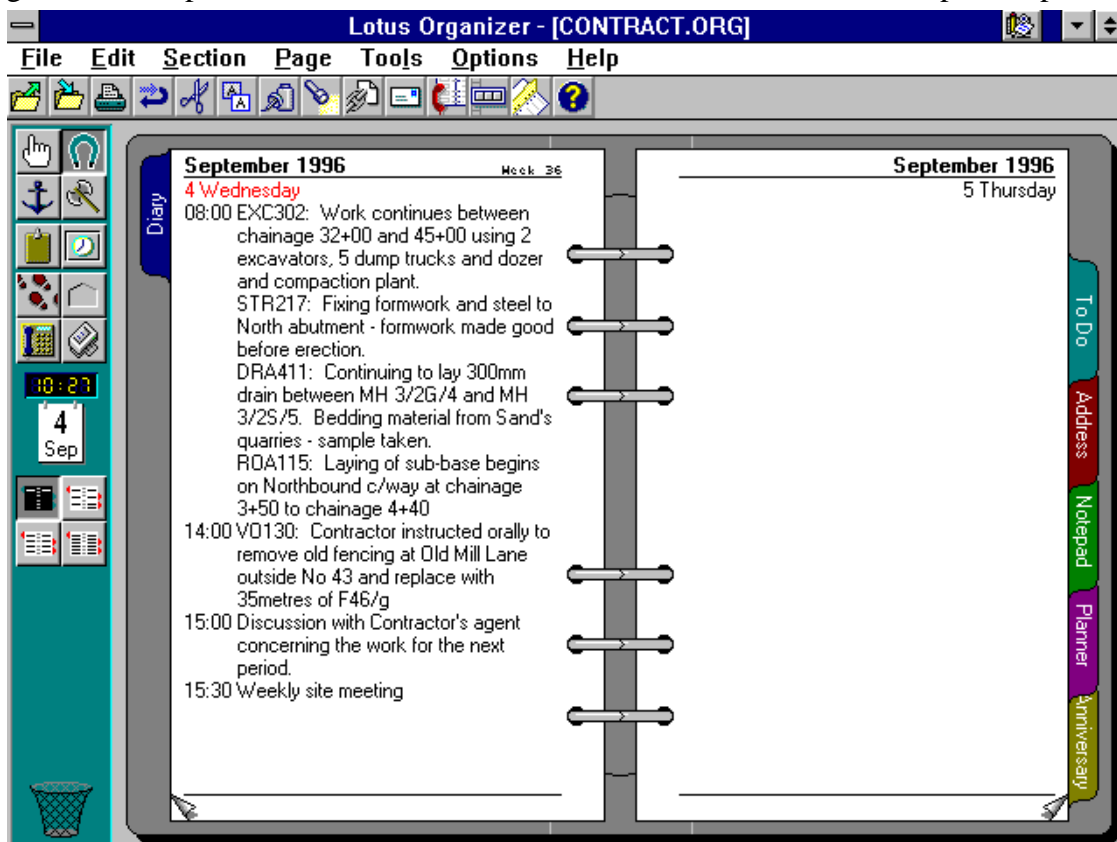 Lotus Organizer - [CONTRACT.ORG]
File Edit Section Page Tools Options Help
Diary
September 1996 Week 36
4 Wednesday
08:00 EXC302: Work continues between
chainage 32+00 and 45+00 using 2
excavators, 5 dump trucks and dozer
and compaction plant.
STR217: Fixing formwork and steel to
North abutment - formwork made good
before erection.
DRA411: Continuing to lay 300mm
drain between MH 3/2G/4 and MH
3/2S/5. Bedding material from Sand's
quarries - sample taken.
ROA115: Laying of sub-base begins
on Northbound c/way at chainage
3+50 to chainage 4+40
14:00 VO130: Contractor instructed orally to
remove old fencing at Old Mill Lane
outside No 43 and replace with
35metres of F46/g
15:00 Discussion with Contractor's agent
concerning the work for the next
period.
15:30 Weekly site meeting
September 1996
5 Thursday
To Do
Address
Notepad
Planner
Anniversary
10:27
4
Sep